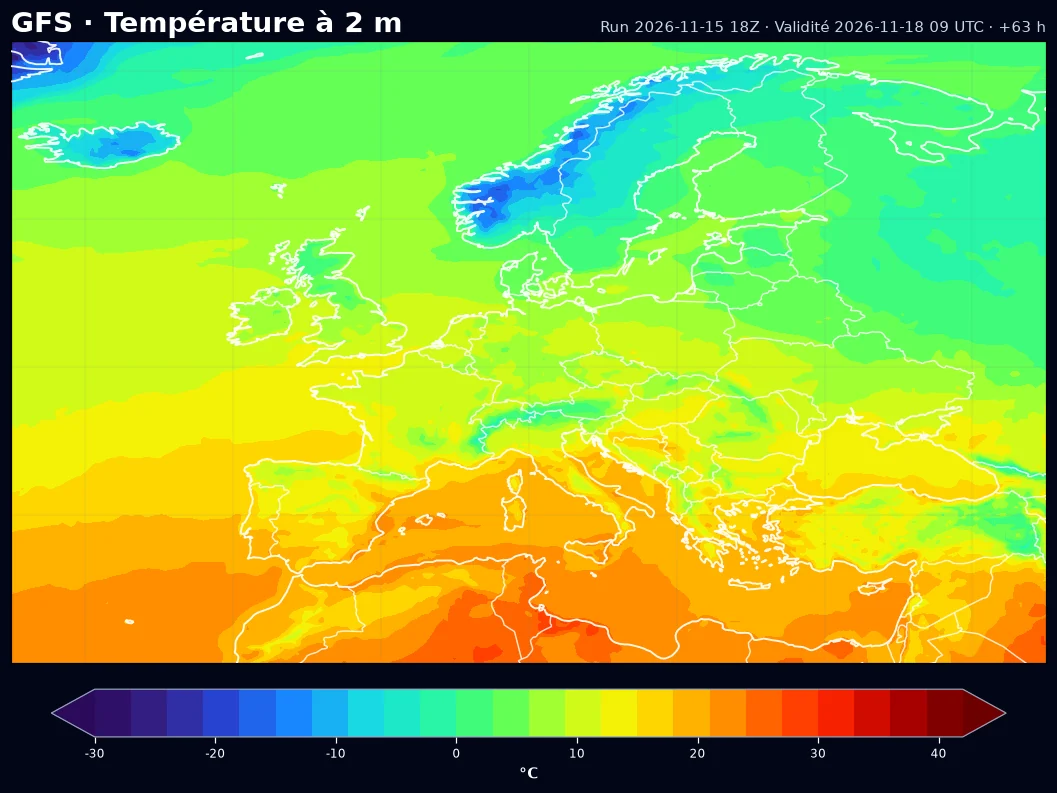 GFS · Température à 2 m
Run 2026-11-15 18Z · Validité 2026-11-18 09 UTC · +63 h
-30 -20 -10 0 10 20 30 40
°C